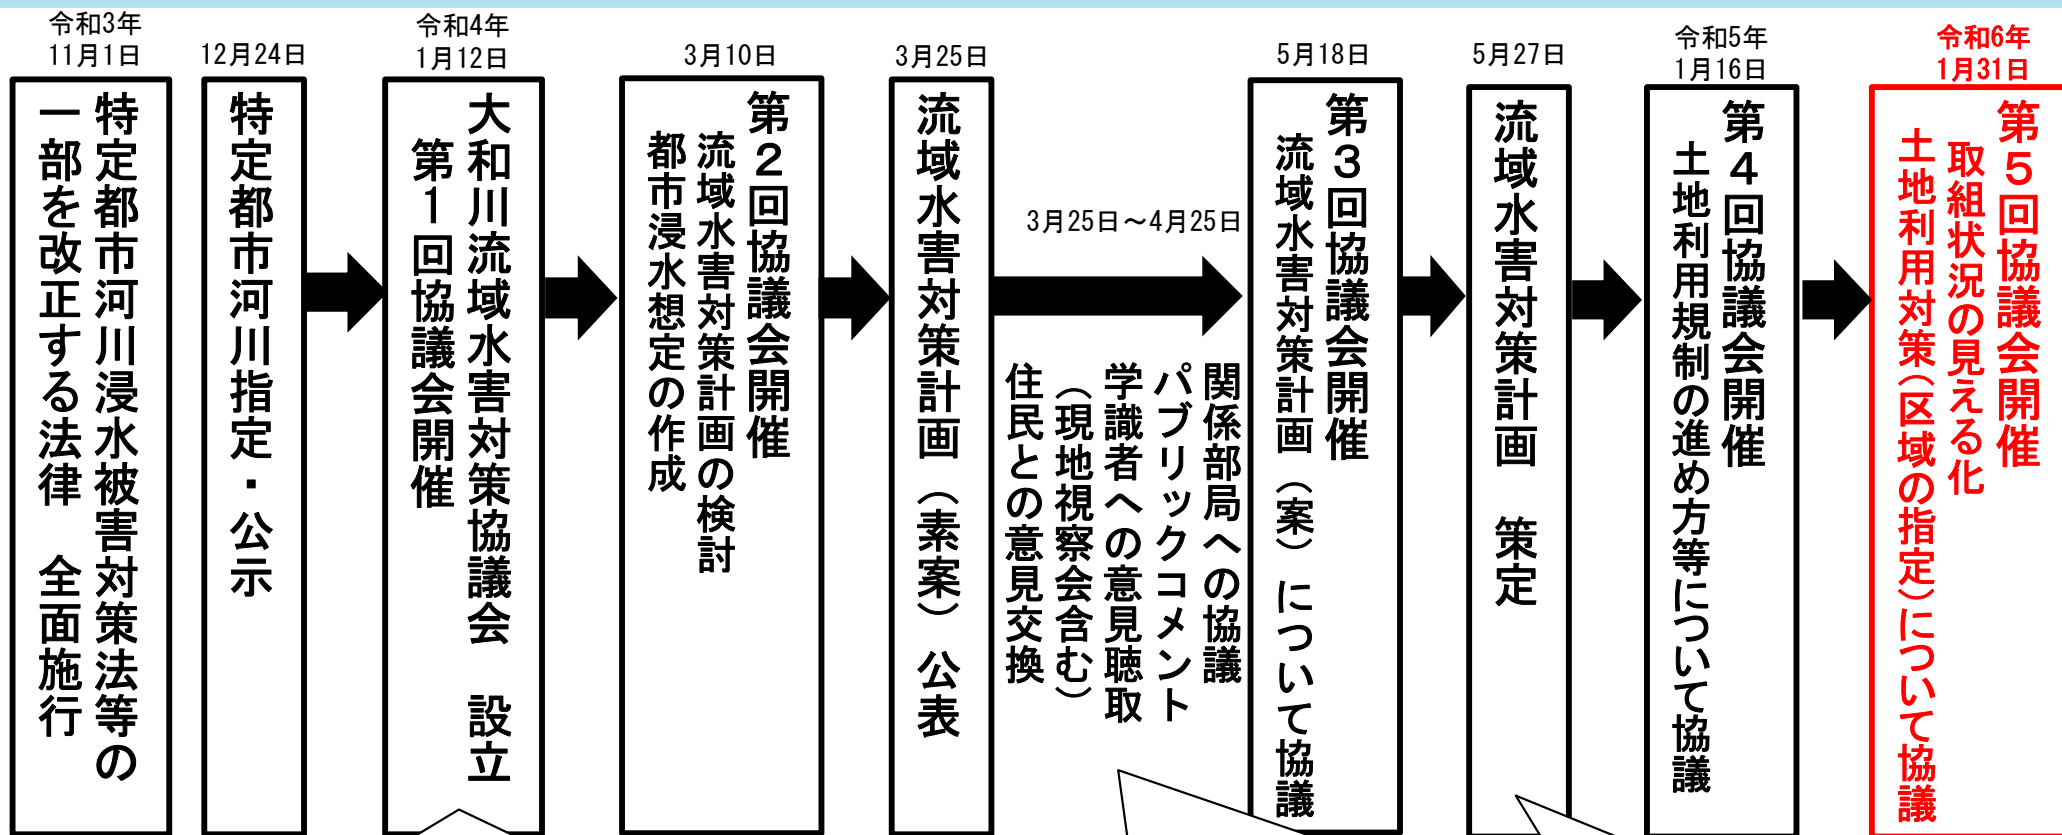 令和3年
11月1日
特定都市河川浸水被害対策法等の
一部を改正する法律　全面施行
12月24日
特定都市河川指定・公示
令和4年
1月12日
大和川流域水害対策協議会　設立
第1回協議会開催
3月10日
第2回協議会開催
流域水害対策計画の検討
都市浸水想定の作成
3月25日
流域水害対策計画（素案）公表
3月25日～4月25日
関係部局への協議
パブリックコメント
学識者への意見聴取
（現地視察会含む）
住民との意見交換
5月18日
第3回協議会開催
流域水害対策計画（案）について協議
5月27日
流域水害対策計画　策定
令和5年
1月16日
第4回協議会開催
土地利用規制の進め方等について協議
令和6年
1月31日
第5回協議会開催
取組状況の見える化
土地利用対策（区域の指定）について協議